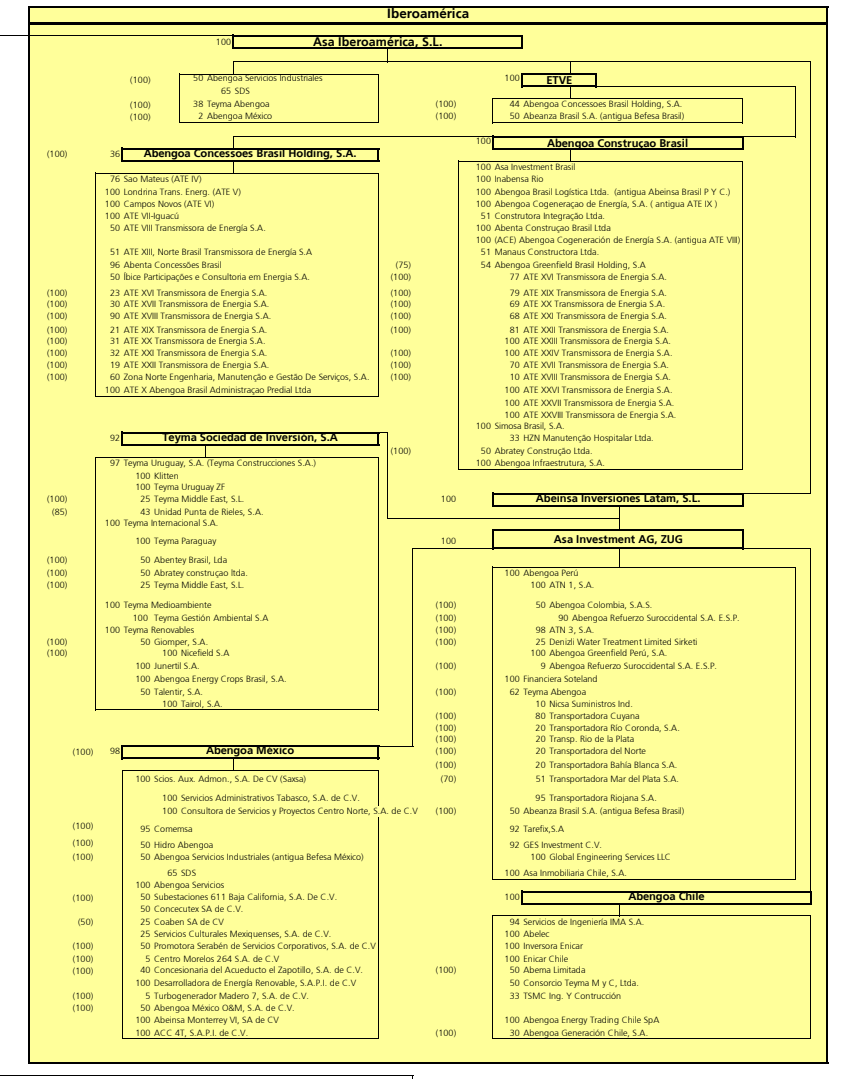 Iberoamérica
100 Asa Iberoamérica, S.L.
(100) 50 Abengoa Servicios Industriales
65 SDS
(100) 38 Teyma Abengoa
(100) 2 Abengoa México
100 ETVE
(100) 44 Abengoa Concessoes Brasil Holding, S.A.
(100) 50 Abeanza Brasil S.A. (antigua Befesa Brasil)
(100) 36 Abengoa Concessoes Brasil Holding, S.A.
76 Sao Mateus (ATE IV)
100 Londrina Trans. Energ. (ATE V)
100 Campos Novos (ATE VI)
100 ATE VII-Iguacú
50 ATE VIII Transmissora de Energía S.A.
51 ATE XIII, Norte Brasil Transmissora de Energía S.A
96 Abenta Concessões Brasil
50 Íbice Participações e Consultoria em Energia S.A.
(100) 23 ATE XVI Transmissora de Energia S.A.
(100) 30 ATE XVII Transmissora de Energia S.A.
(100) 90 ATE XVIII Transmissora de Energia S.A.
(100) 21 ATE XIX Transmissora de Energia S.A.
(100) 31 ATE XX Transmissora de Energia S.A.
(100) 32 ATE XXI Transmissora de Energia S.A.
(100) 19 ATE XXII Transmissora de Energia S.A.
(100) 60 Zona Norte Engenharia, Manutenção e Gestão De Serviços, S.A.
100 ATE X Abengoa Brasil Administraçao Predial Ltda
100 Abengoa Construçao Brasil
100 Asa Investment Brasil
100 Inabensa Rio
100 Abengoa Brasil Logística Ltda. (antigua Abeinsa Brasil P Y C.)
100 Abengoa Cogeneraçao de Energía, S.A. ( antigua ATE IX )
51 Construtora Integração Ltda.
100 Abenta Construçao Brasil Ltda
100 (ACE) Abengoa Cogeneración de Energía S.A. (antigua ATE VIII)
51 Manaus Constructora Ltda.
(75) 54 Abengoa Greenfield Brasil Holding, S.A
(100) 77 ATE XVI Transmissora de Energia S.A.
(100) 79 ATE XIX Transmissora de Energia S.A.
(100) 69 ATE XX Transmissora de Energia S.A.
(100) 68 ATE XXI Transmissora de Energia S.A.
(100) 81 ATE XXII Transmissora de Energia S.A.
100 ATE XXIII Transmissora de Energia S.A.
(100) 100 ATE XXIV Transmissora de Energia S.A.
(100) 70 ATE XVII Transmissora de Energia S.A.
(100) 10 ATE XVIII Transmissora de Energia S.A.
100 ATE XXVI Transmissora de Energia S.A.
100 ATE XXVII Transmissora de Energia S.A.
100 ATE XXVIII Transmissora de Energia S.A.
100 Simosa Brasil, S.A.
33 HZN Manutenção Hospitalar Ltda.
(100) 50 Abratey Construção Ltda.
100 Abengoa Infraestrutura, S.A.
92 Teyma Sociedad de Inversión, S.A
97 Teyma Uruguay, S.A. (Teyma Construcciones S.A.)
100 Klitten
100 Teyma Uruguay ZF
(100) 25 Teyma Middle East, S.L.
(85) 43 Unidad Punta de Rieles, S.A.
100 Teyma Internacional S.A.
100 Teyma Paraguay
(100) 50 Abentey Brasil, Lda
(100) 50 Abratey construçao ltda.
(100) 25 Teyma Middle East, S.L.
100 Teyma Medioambiente
100 Teyma Gestión Ambiental S.A
100 Teyma Renovables
(100) 50 Giomper, S.A.
(100) 100 Nicefield S.A
100 Junertil S.A.
100 Abengoa Energy Crops Brasil, S.A.
50 Talentir, S.A.
100 Tairol, S.A.
100 Abeinsa Inversiones Latam, S.L.
100 Asa Investment AG, ZUG
100 Abengoa Perú
100 ATN 1, S.A.
(100) 50 Abengoa Colombia, S.A.S.
(100) 90 Abengoa Refuerzo Suroccidental S.A. E.S.P.
(100) 98 ATN 3, S.A.
(100) 25 Denizli Water Treatment Limited Sirketi
100 Abengoa Greenfield Perú, S.A.
(100) 9 Abengoa Refuerzo Suroccidental S.A. E.S.P.
100 Financiera Soteland
(100) 62 Teyma Abengoa
10 Nicsa Suministros Ind.
(100) 80 Transportadora Cuyana
(100) 20 Transportadora Río Coronda, S.A.
(100) 20 Transp. Rio de la Plata
(100) 20 Transportadora del Norte
(100) 20 Transportadora Bahía Blanca S.A.
(70) 51 Transportadora Mar del Plata S.A.
95 Transportadora Riojana S.A.
(100) 50 Abeanza Brasil S.A. (antigua Befesa Brasil)
92 Tarefix,S.A
92 GES Investment C.V.
100 Global Engineering Services LLC
100 Asa Inmobiliaria Chile, S.A.
(100) 98 Abengoa México
100 Scios. Aux. Admon., S.A. De CV (Saxsa)
100 Servicios Administrativos Tabasco, S.A. de C.V.
100 Consultora de Servicios y Proyectos Centro Norte, S.A. de C.V
(100) 95 Comemsa
(100) 50 Hidro Abengoa
(100) 50 Abengoa Servicios Industriales (antigua Befesa México)
65 SDS
100 Abengoa Servicios
(100) 50 Subestaciones 611 Baja California, S.A. De C.V.
50 Concecutex SA de C.V.
(50) 25 Coaben SA de CV
25 Servicios Culturales Mexiquenses, S.A. de C.V.
(100) 50 Promotora Serabén de Servicios Corporativos, S.A. de C.V
(100) 5 Centro Morelos 264 S.A. de C.V
(100) 40 Concesionaria del Acueducto el Zapotillo, S.A. de C.V.
100 Desarrolladora de Energía Renovable, S.A.P.I. de C.V
(100) 5 Turbogenerador Madero 7, S.A. de C.V.
(100) 50 Abengoa México O&M, S.A. de C.V.
100 Abeinsa Monterrey VI, SA de CV
100 ACC 4T, S.A.P.I. de C.V.
100 Abengoa Chile
94 Servicios de Ingeniería IMA S.A.
100 Abelec
100 Inversora Enicar
100 Enicar Chile
(100) 50 Abema Limitada
50 Consorcio Teyma M y C, Ltda.
33 TSMC Ing. Y Contrucción
100 Abengoa Energy Trading Chile SpA
(100) 30 Abengoa Generación Chile, S.A.